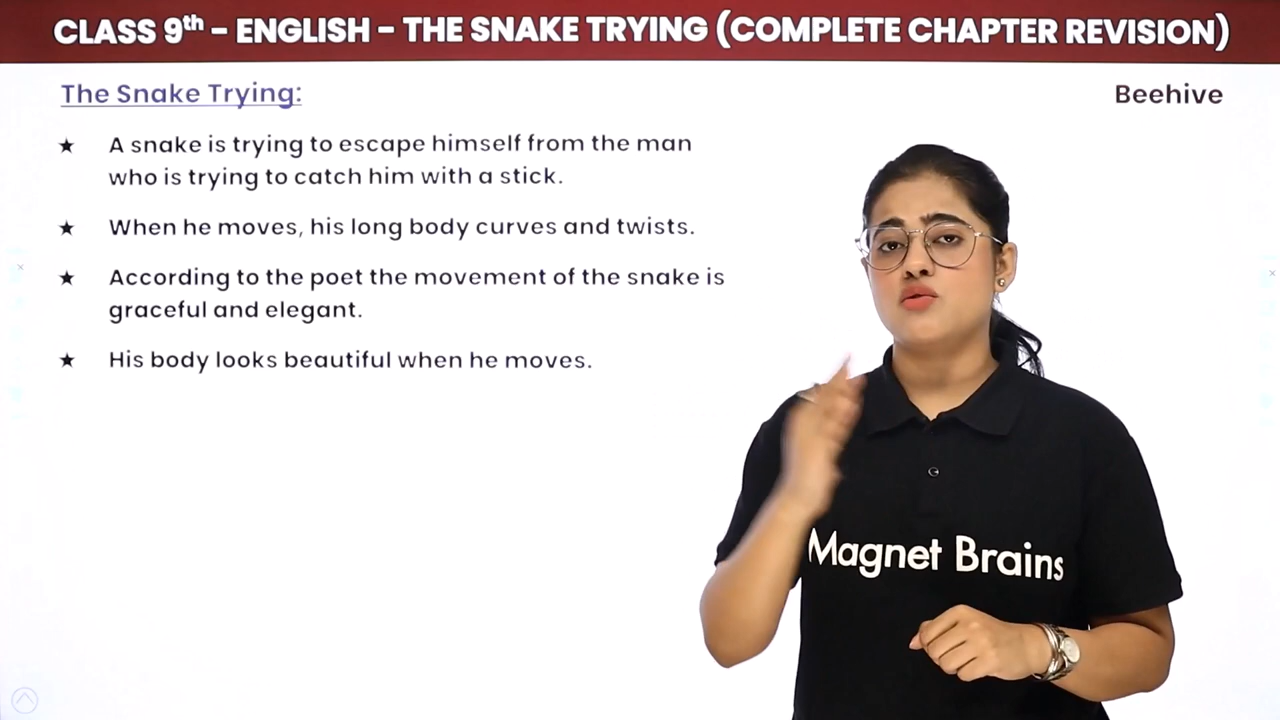 CLASS 9th – ENGLISH – THE SNAKE TRYING (COMPLETE CHAPTER REVISION)
The Snake Trying:
Beehive
★ A snake is trying to escape himself from the man
who is trying to catch him with a stick.
★ When he moves, his long body curves and twists.
★ According to the poet the movement of the snake is
graceful and elegant.
★ His body looks beautiful when he moves.
Magnet Brains